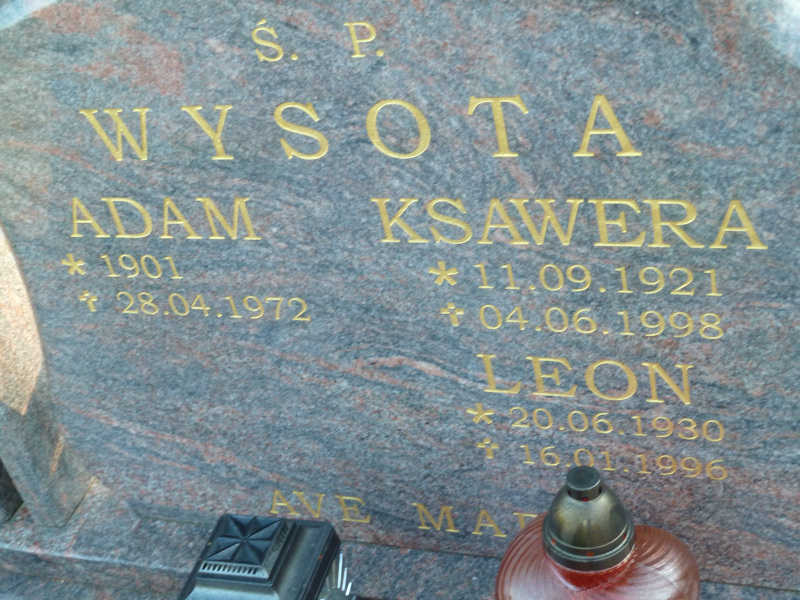 Ś. P.
WYSOTA
ADAM
* 1901
✝ 28.04.1972
KSAWERA
* 11.09.1921
✝ 04.06.1998
LEON
* 20.06.1930
✝ 16.01.1996
AVE